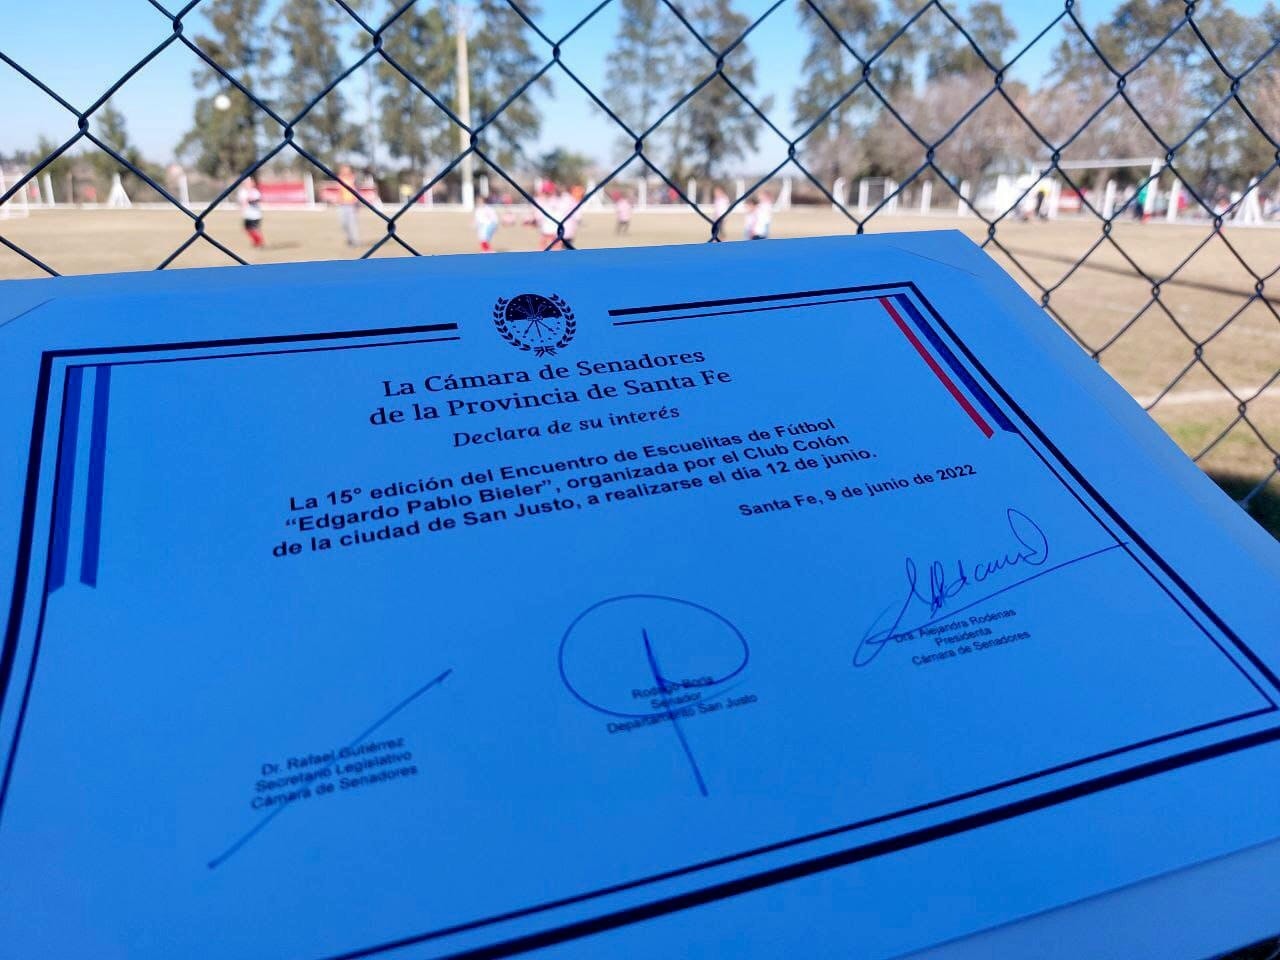 La Cámara de Senadores
de la Provincia de Santa Fe
Declara de su interés
La 15° edición del Encuentro de Escuelitas de Fútbol
“Edgardo Pablo Bieler”, organizada por el Club Colón
de la ciudad de San Justo, a realizarse el día 12 de junio.
Santa Fe, 9 de junio de 2022
Dr. Rafael Gutiérrez
Secretario Legislativo
Cámara de Senadores
Rodrigo Borla
Senador
Departamento San Justo
Dra. Alejandra Rodenas
Presidenta
Cámara de Senadores